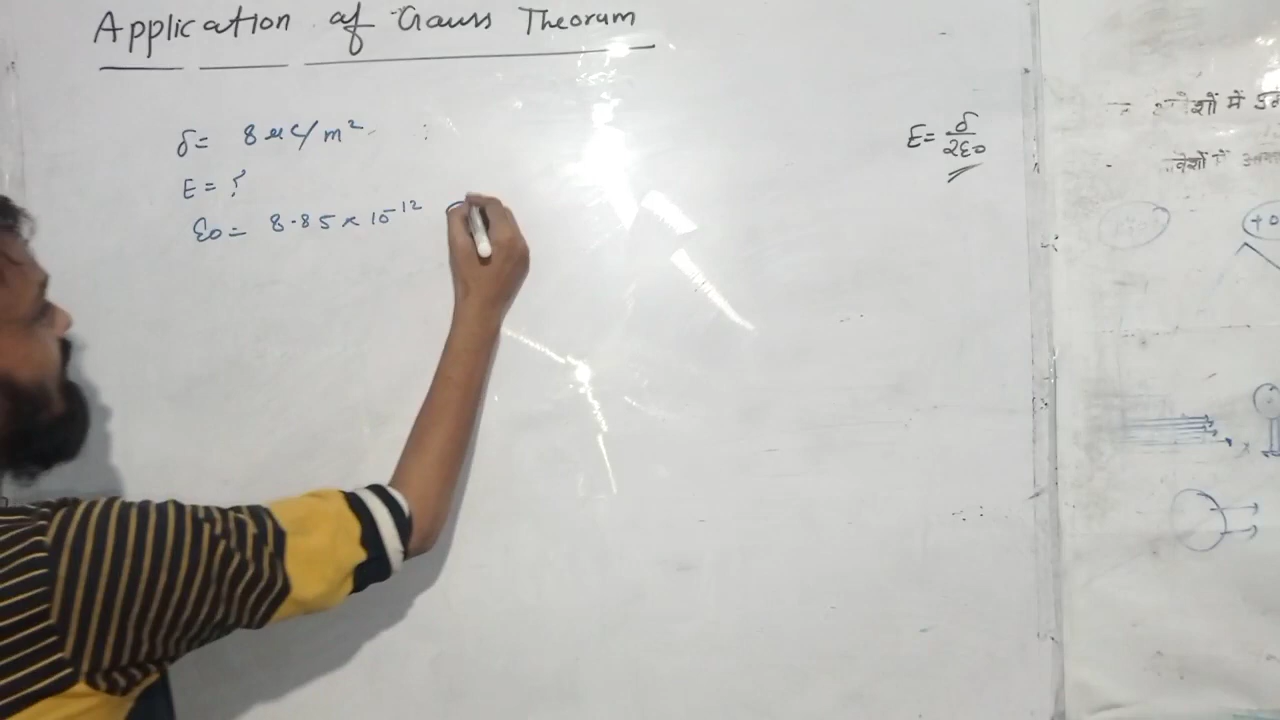 Application of Gauss Theorum
δ = 8 μC/m²
E = ?
ε0 = 8.85 × 10⁻¹²
E = δ/2ε0
में